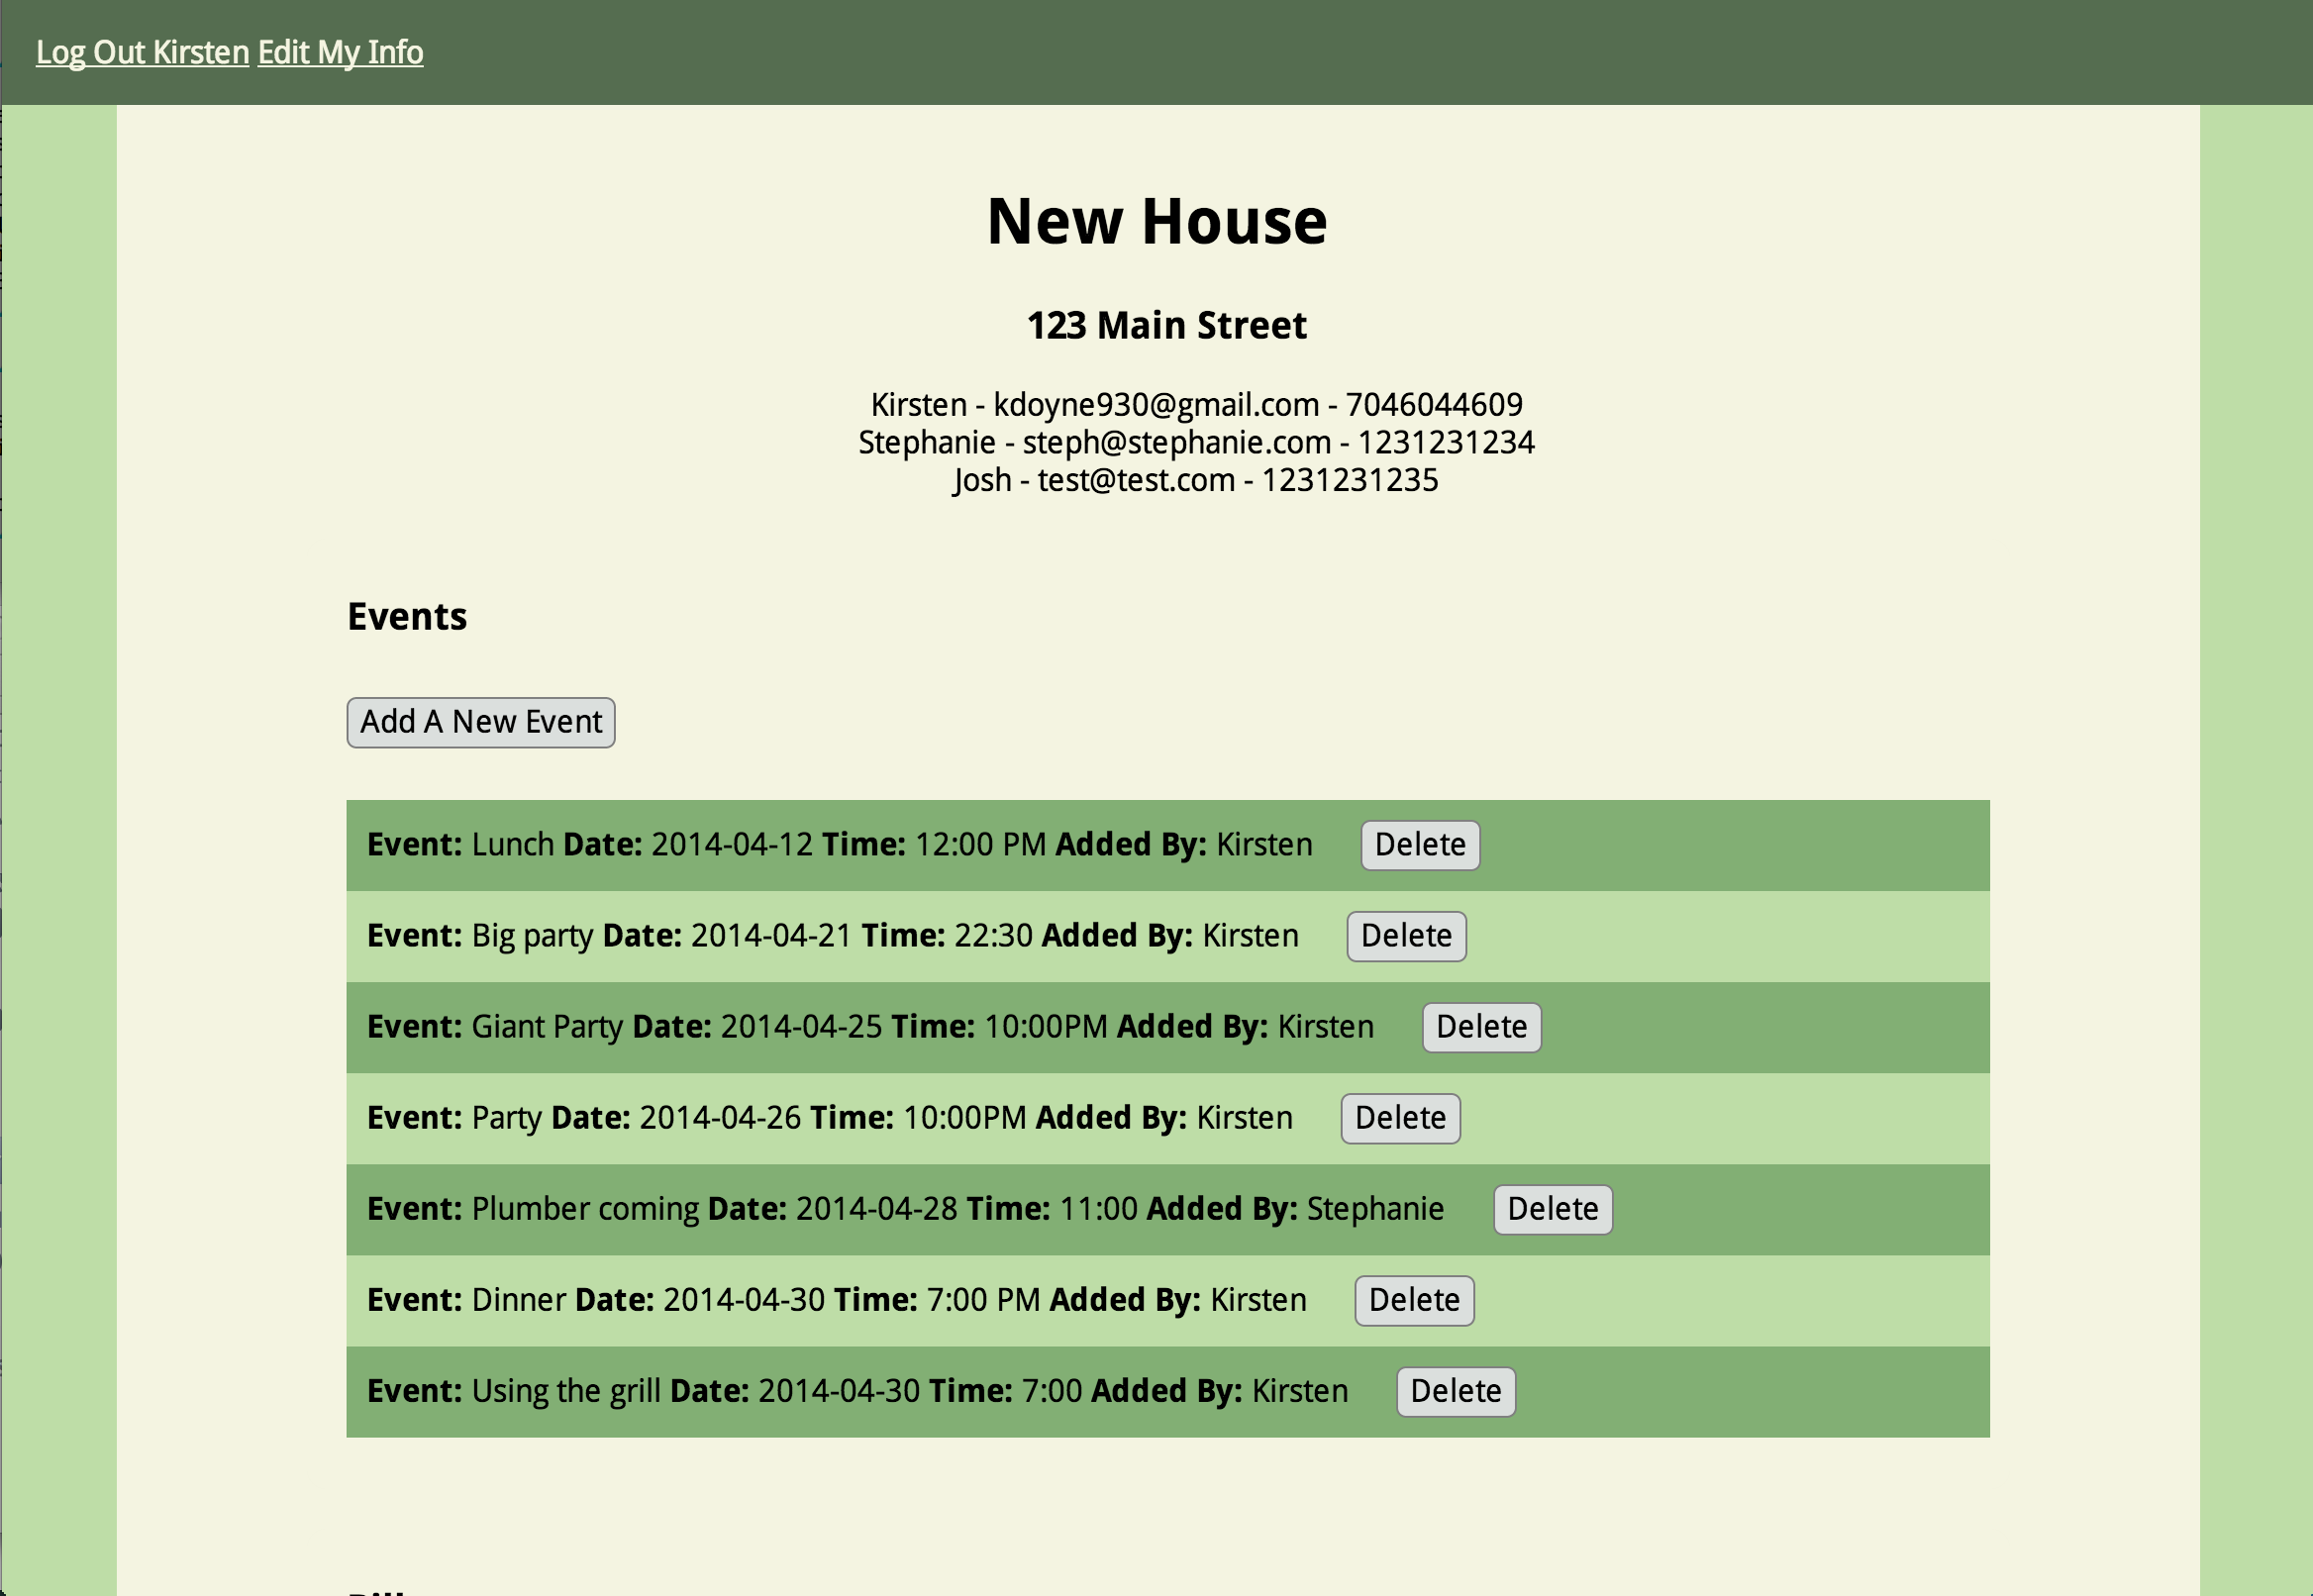 Log Out Kirsten Edit My Info
New House
123 Main Street
Kirsten - kdoyne930@gmail.com - 7046044609
Stephanie - steph@stephanie.com - 1231231234
Josh - test@test.com - 1231231235
Events
Add A New Event
Event: Lunch Date: 2014-04-12 Time: 12:00 PM Added By: Kirsten Delete
Event: Big party Date: 2014-04-21 Time: 22:30 Added By: Kirsten Delete
Event: Giant Party Date: 2014-04-25 Time: 10:00PM Added By: Kirsten Delete
Event: Party Date: 2014-04-26 Time: 10:00PM Added By: Kirsten Delete
Event: Plumber coming Date: 2014-04-28 Time: 11:00 Added By: Stephanie Delete
Event: Dinner Date: 2014-04-30 Time: 7:00 PM Added By: Kirsten Delete
Event: Using the grill Date: 2014-04-30 Time: 7:00 Added By: Kirsten Delete